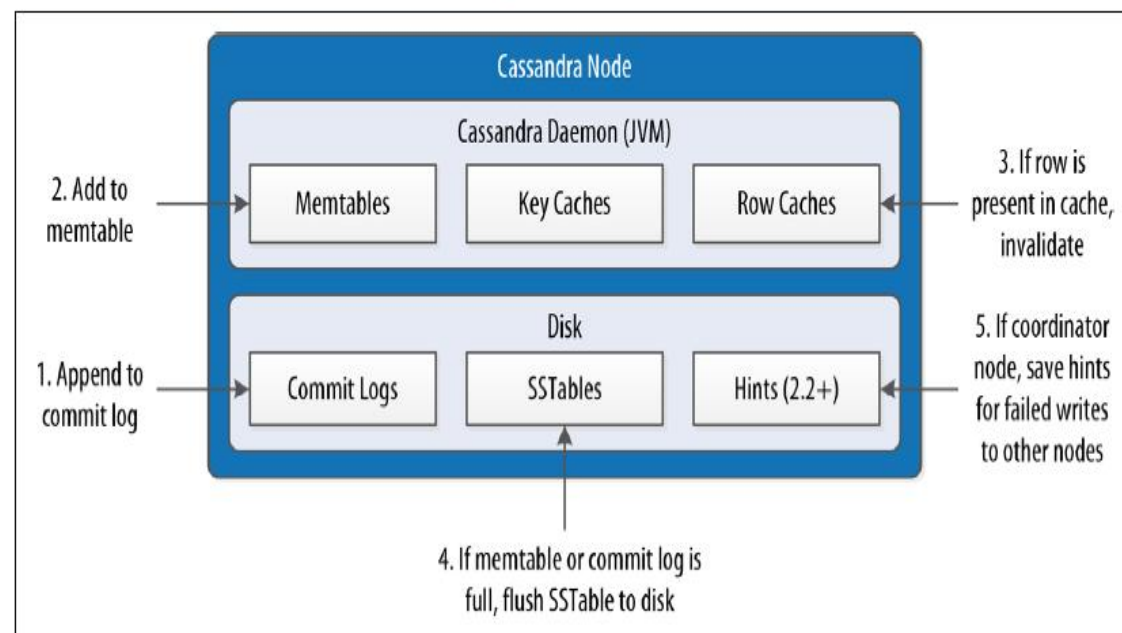 Cassandra Node
Cassandra Daemon (JVM)
2. Add to
memtable
Memtables
Key Caches
Row Caches
3. If row is
present in cache,
invalidate
Disk
1. Append to
commit log
Commit Logs
SSTables
Hints (2.2+)
5. If coordinator
node, save hints
for failed writes
to other nodes
4. If memtable or commit log is
full, flush SSTable to disk